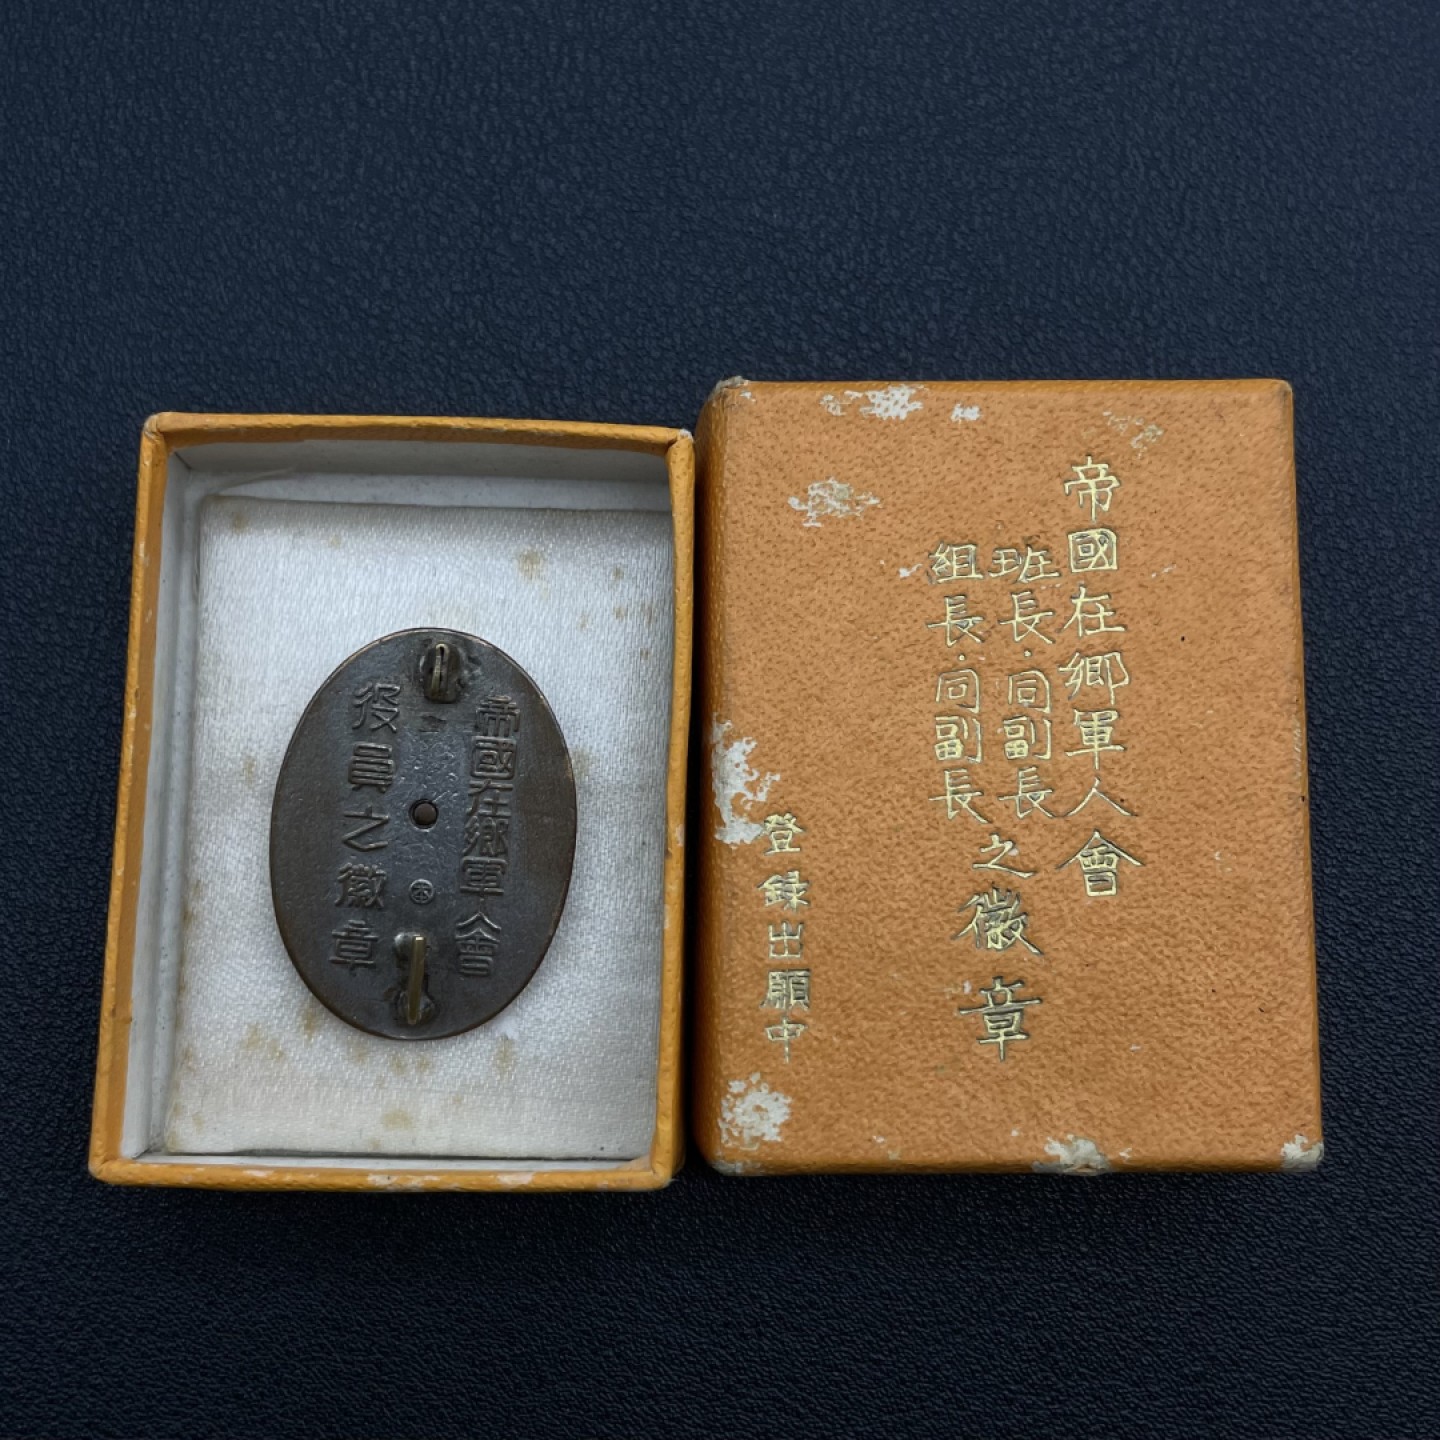 帝國在郷軍人會
役員之徽章
帝國在郷軍人會
班長·同副長
組長·同副長
之徽章
登録出願中